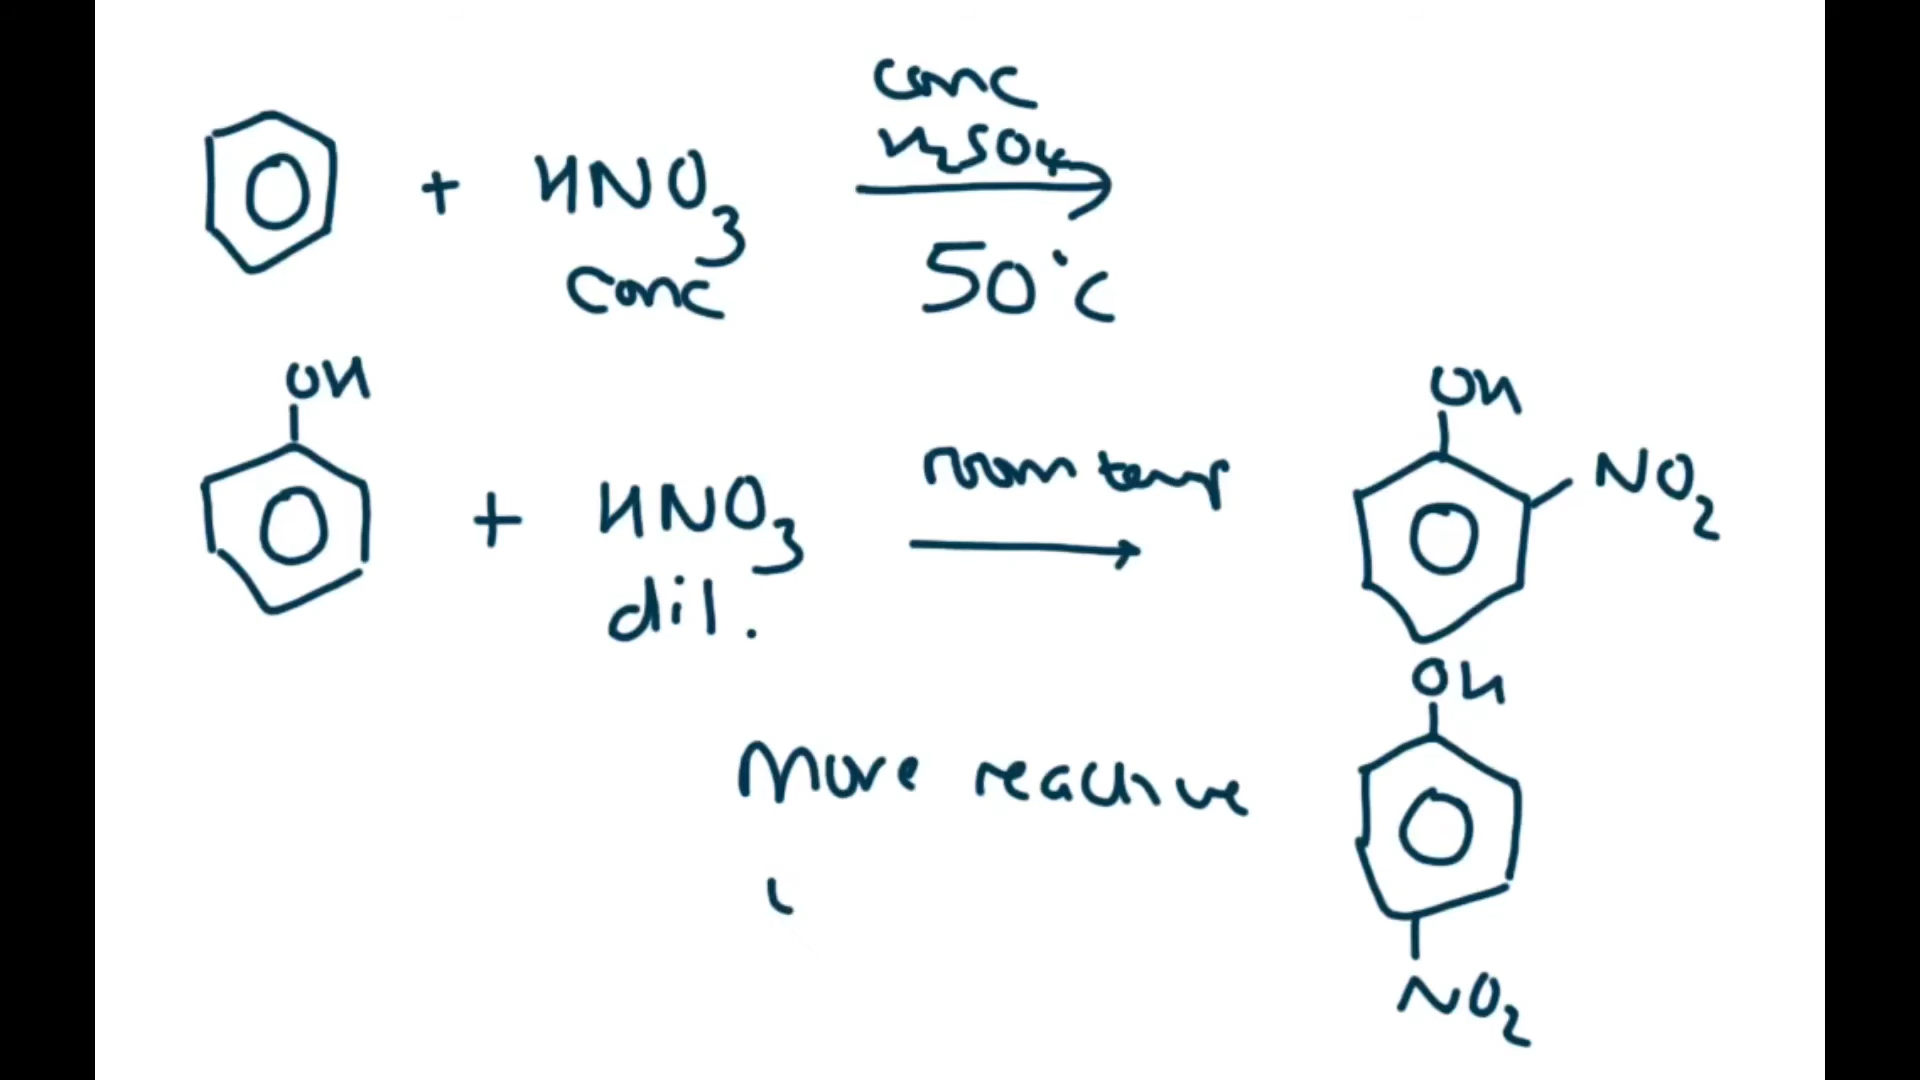 conc
H2SO4
+ HNO3
conc
50°C
OH
+ HNO3
dil.
room temp
OH
NO2
OH
NO2
More reactive